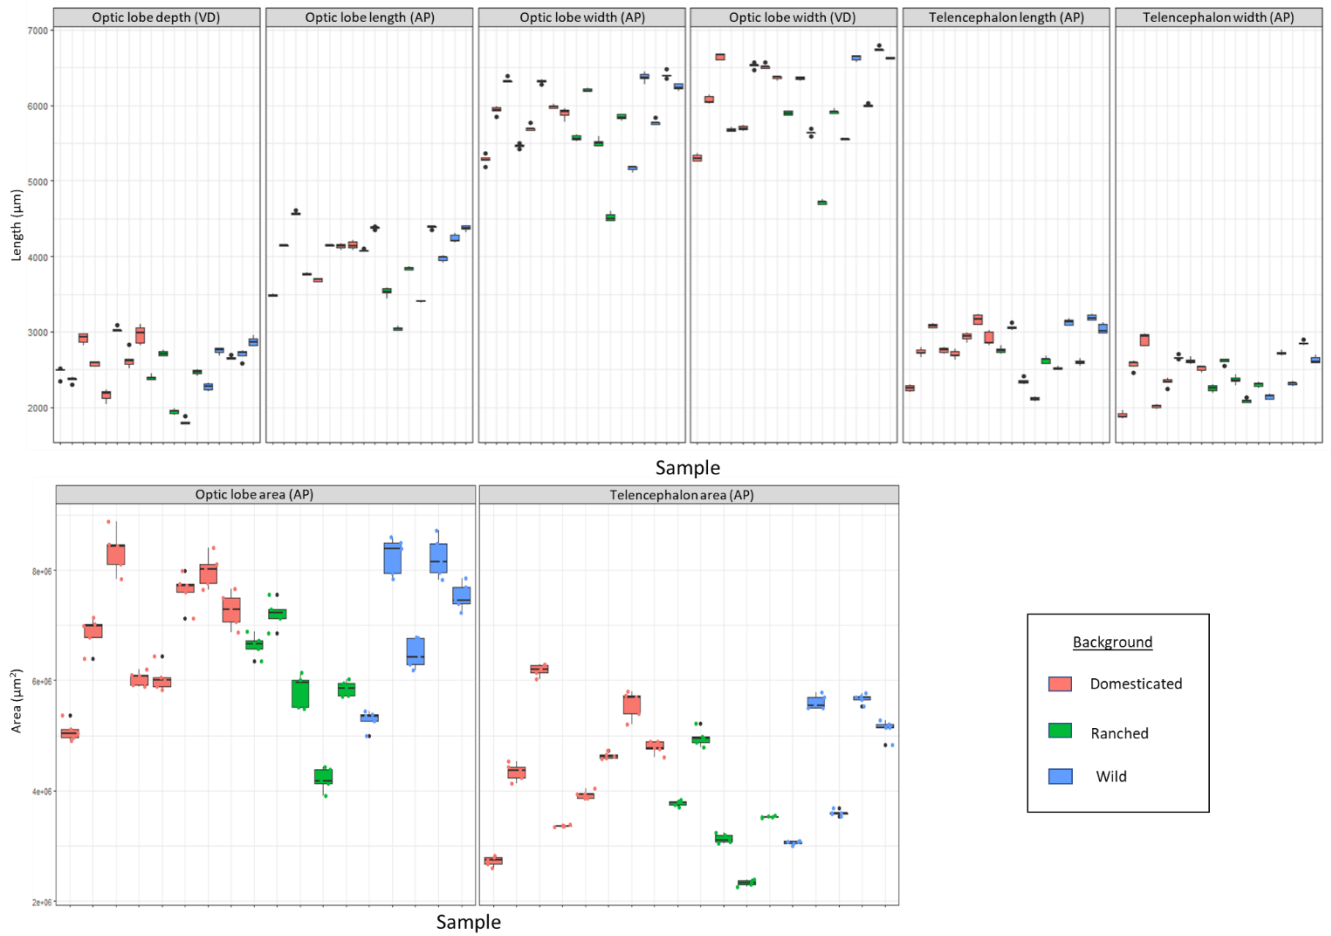 Optic lobe depth (VD)
Optic lobe length (AP)
Optic lobe width (AP)
Optic lobe width (VD)
Telencephalon length (AP)
Telencephalon width (AP)
Length (µm)
7000
6000
5000
4000
3000
2000
Sample
Optic lobe area (AP)
Telencephalon area (AP)
Area (µm²)
8e+06
6e+06
4e+06
2e+06
Sample
Background
Domesticated
Ranched
Wild